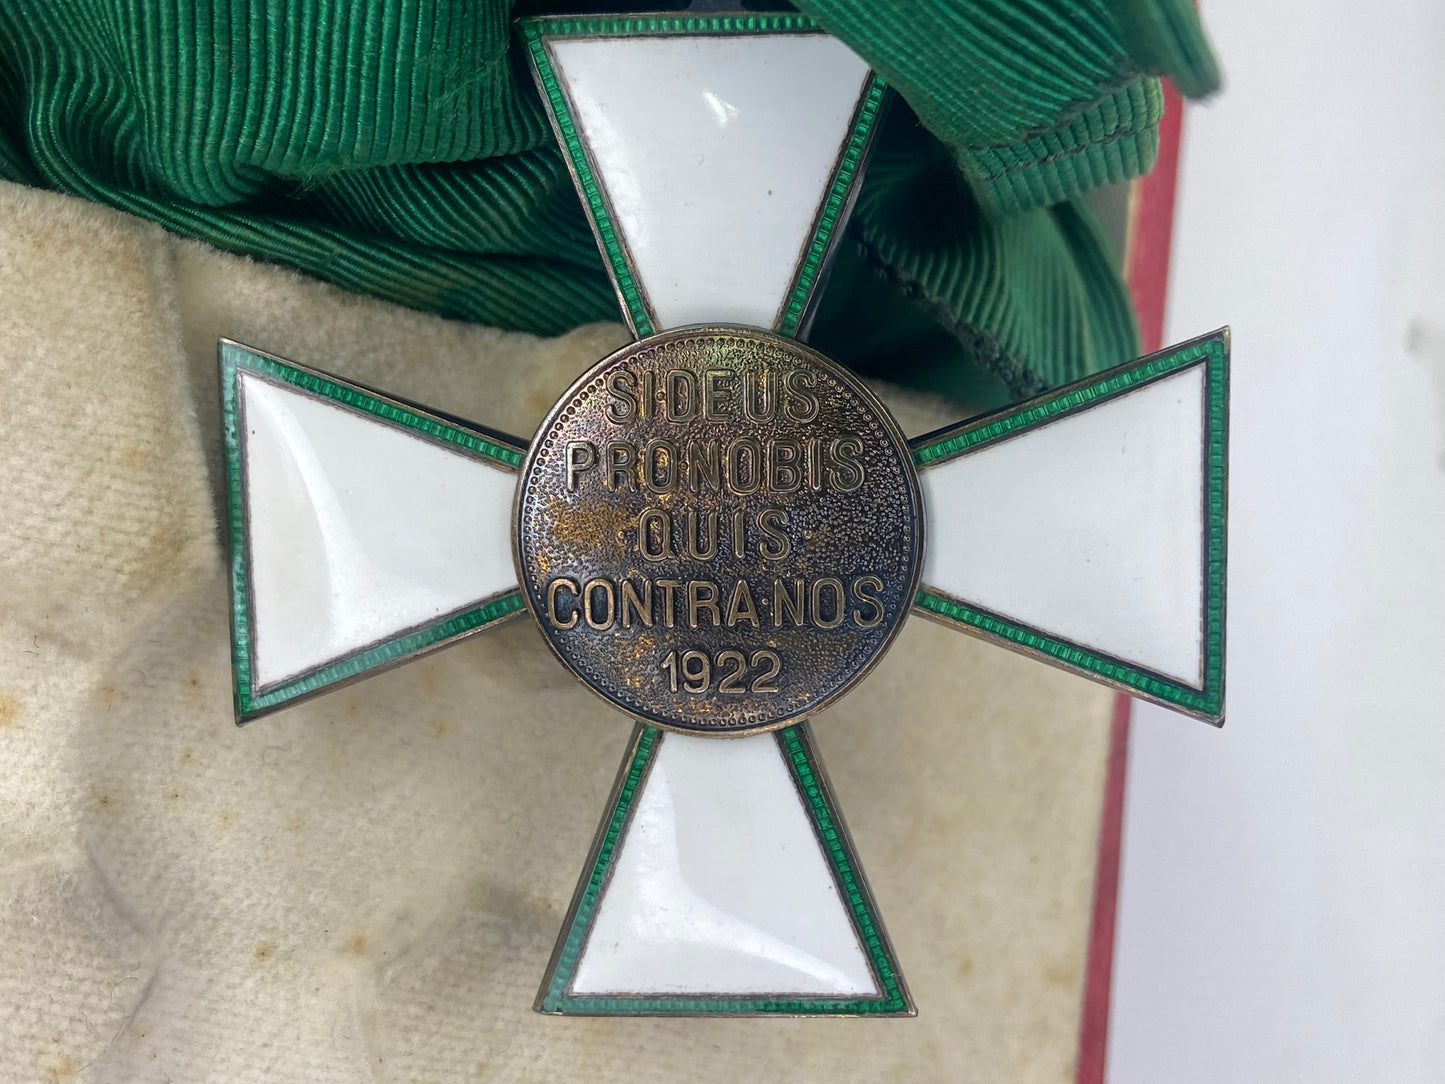 SI·DEUS
PRO·NOBIS
·QUIS·
CONTRA·NOS
1922